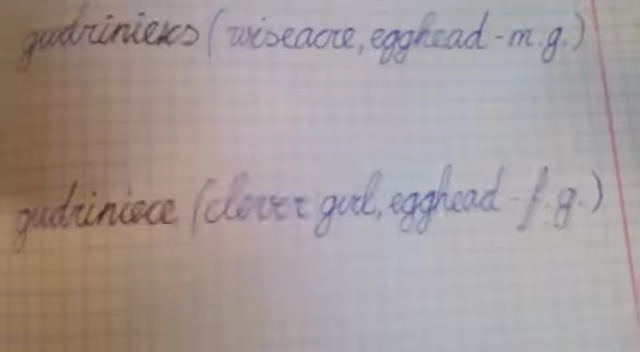 gudrinieks (wiseacre, egghead - m.g.)
gudriniece (clever girl, egghead - f.g.)